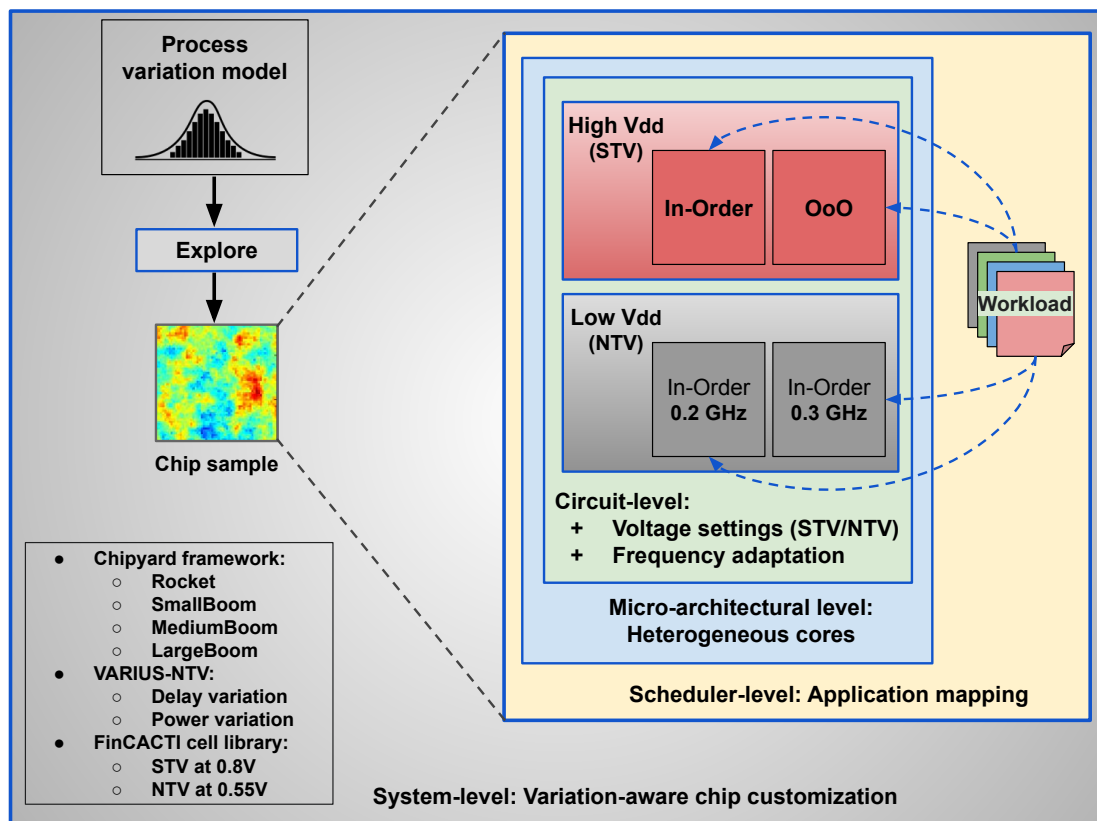 Process
variation model
Explore
Chip sample
● Chipyard framework:
○ Rocket
○ SmallBoom
○ MediumBoom
○ LargeBoom
● VARIUS-NTV:
○ Delay variation
○ Power variation
● FinCACTI cell library:
○ STV at 0.8V
○ NTV at 0.55V
High Vdd
(STV)
In-Order
OoO
Low Vdd
(NTV)
In-Order
0.2 GHz
In-Order
0.3 GHz
Workload
Circuit-level:
+ Voltage settings (STV/NTV)
+ Frequency adaptation
Micro-architectural level:
Heterogeneous cores
Scheduler-level: Application mapping
System-level: Variation-aware chip customization